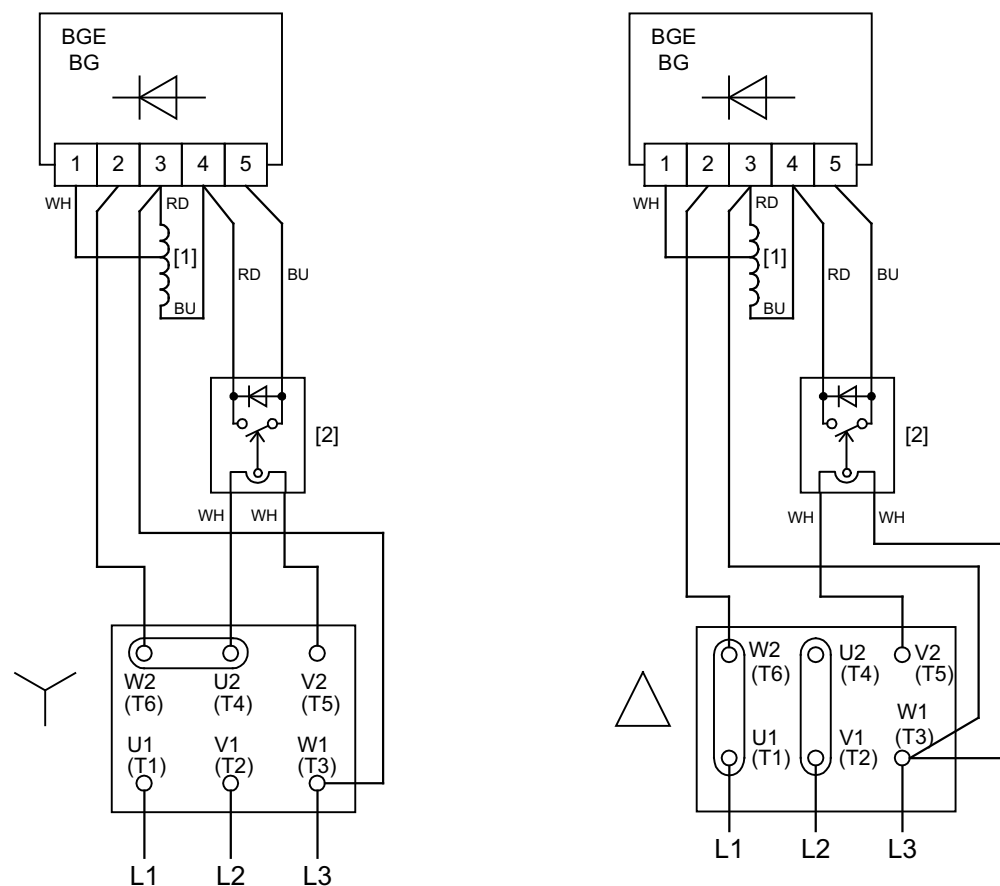 BGE
BG
1 2 3 4 5
WH
RD
[1]
RD
BU
BU
[2]
WH WH
W2
(T6)
U2
(T4)
V2
(T5)
U1
(T1)
V1
(T2)
W1
(T3)
L1 L2 L3
BGE
BG
1 2 3 4 5
WH
RD
[1]
RD
BU
BU
[2]
WH WH
W2
(T6)
U2
(T4)
V2
(T5)
W1
(T3)
U1
(T1)
V1
(T2)
L1 L2 L3